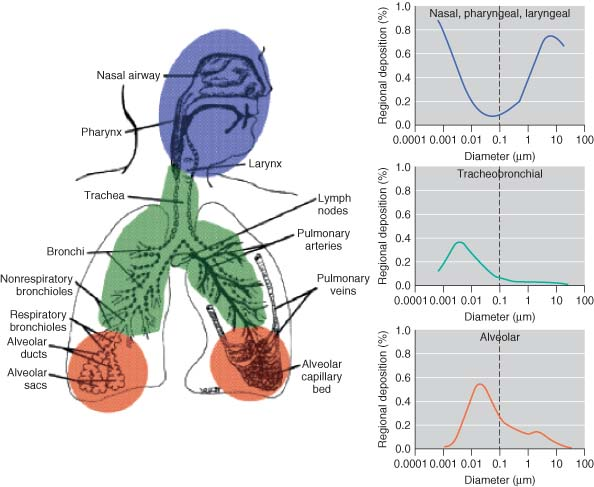 Nasal airway
Pharynx
Larynx
Trachea
Lymph
nodes
Pulmonary
arteries
Bronchi
Nonrespiratory
bronchioles
Pulmonary
veins
Respiratory
bronchioles
Alveolar
ducts
Alveolar
sacs
Alveolar
capillary
bed
Nasal, pharyngeal, laryngeal
Regional deposition (%)
1.0
0.8
0.6
0.4
0.2
0.0
0.0001 0.001 0.01 0.1 1 10 100
Diameter (μm)
Tracheobronchial
Regional deposition (%)
1.0
0.8
0.6
0.4
0.2
0.0
0.0001 0.001 0.01 0.1 1 10 100
Diameter (μm)
Alveolar
Regional deposition (%)
1.0
0.8
0.6
0.4
0.2
0.0
0.0001 0.001 0.01 0.1 1 10 100
Diameter (μm)